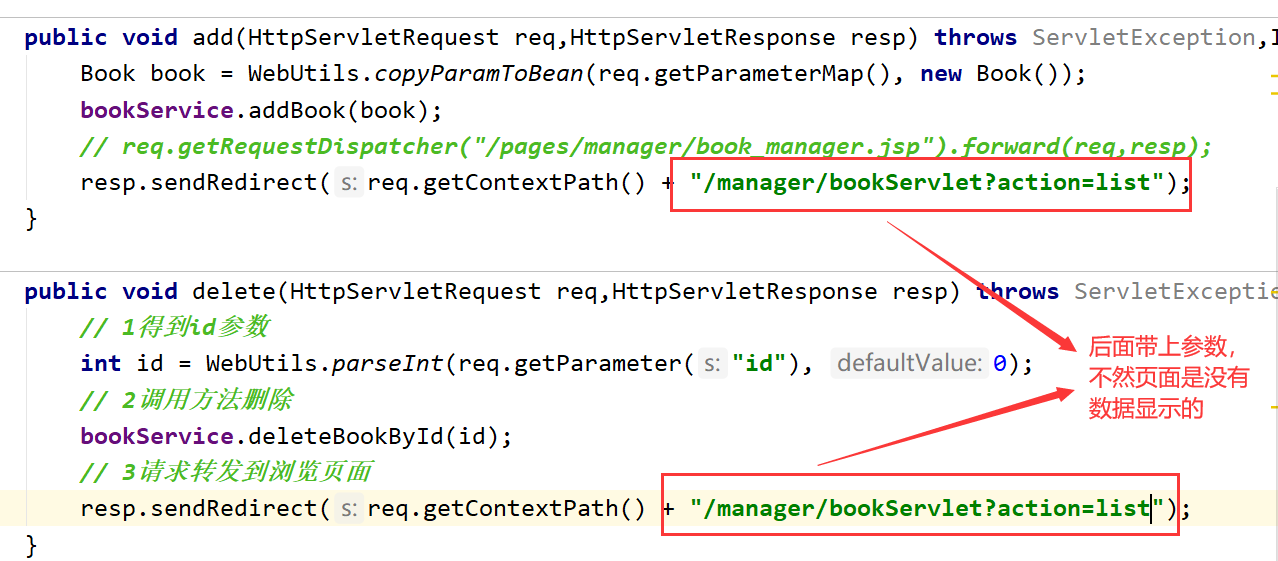 public void add(HttpServletRequest req,HttpServletResponse resp) throws ServletException,I
Book book = WebUtils.copyParamToBean(req.getParameterMap(), new Book());
bookService.addBook(book);
// req.getRequestDispatcher("/pages/manager/book_manager.jsp").forward(req,resp);
resp.sendRedirect( s: req.getContextPath() + "/manager/bookServlet?action=list");
}
public void delete(HttpServletRequest req,HttpServletResponse resp) throws ServletExceptio
// 1得到id参数
int id = WebUtils.parseInt(req.getParameter( s: "id"), defaultValue: 0);
// 2调用方法删除
bookService.deleteBookById(id);
// 3请求转发到浏览页面
resp.sendRedirect( s: req.getContextPath() + "/manager/bookServlet?action=list");
}
后面带上参数，
不然页面是没有
数据显示的